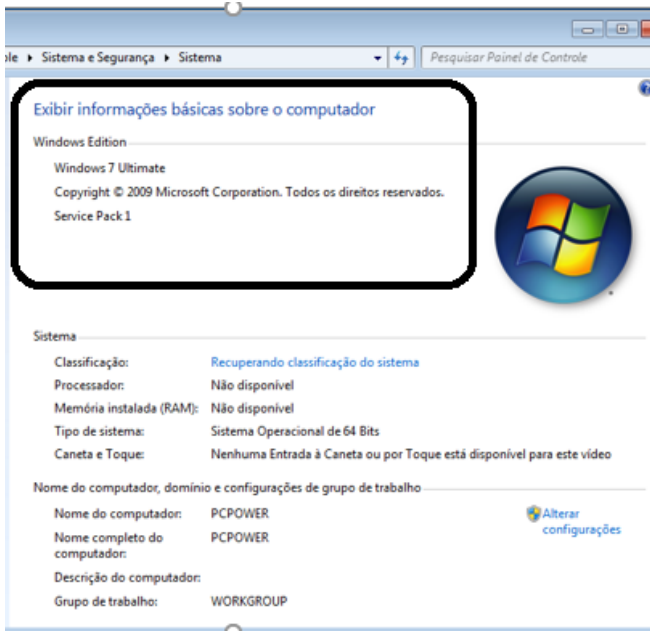 ole ▸ Sistema e Segurança ▸ Sistema
Pesquisar Painel de Controle
Exibir informações básicas sobre o computador
Windows Edition
Windows 7 Ultimate
Copyright © 2009 Microsoft Corporation. Todos os direitos reservados.
Service Pack 1
Sistema
Classificação: Recuperando classificação do sistema
Processador: Não disponível
Memória instalada (RAM): Não disponível
Tipo de sistema: Sistema Operacional de 64 Bits
Caneta e Toque: Nenhuma Entrada à Caneta ou por Toque está disponível para este vídeo
Nome do computador, domínio e configurações de grupo de trabalho
Nome do computador: PCPOWER
Alterar
configurações
Nome completo do
computador: PCPOWER
Descrição do computador:
Grupo de trabalho: WORKGROUP